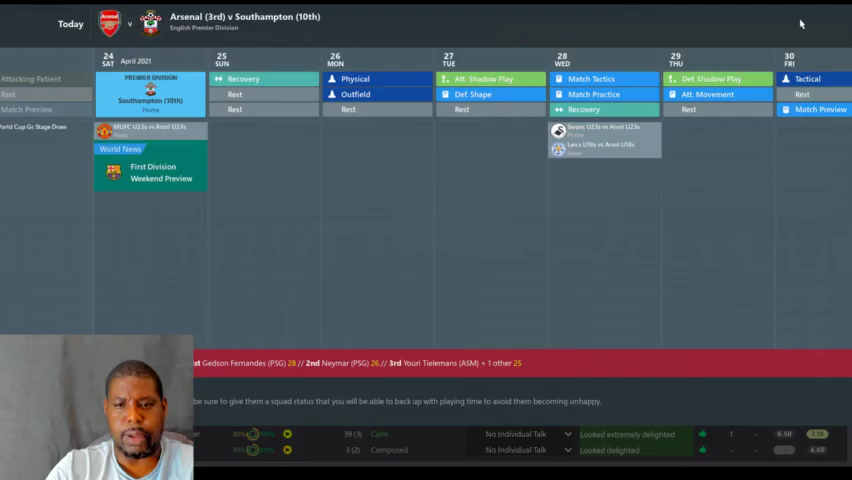 Today
v
Arsenal (3rd) v Southampton (10th)
English Premier Division
24 SAT April 2021
25 SUN
26 MON
27 TUE
28 WED
29 THU
30 FRI
Attacking Patient
PREMIER DIVISION
Southampton (10th)
Home
Recovery
Physical
Att. Shadow Play
Match Tactics
Def. Shadow Play
Tactical
Rest
Rest
Outfield
Def. Shape
Match Practice
Att. Movement
Rest
Match Preview
Rest
Rest
Rest
Recovery
Rest
Match Preview
orld Cup Gr. Stage Draw
MUFC U23s vs Arsnl U23s
Away
Swans U23s vs Arsnl U23s
Leics U18s vs Arsnl U18s
World News
First Division
Weekend Preview
st Gedson Fernandes (PSG) 28 // 2nd Neymar (PSG) 26 // 3rd Youri Tielemans (ASM) + 1 other 25
be sure to give them a squad status that you will be able to back up with playing time to avoid them becoming unhappy.
39 (3) Calm No Individual Talk Looked extremely delighted 1 - 6.50 7.10
3 (2) Composed No Individual Talk Looked delighted - - - 6.60